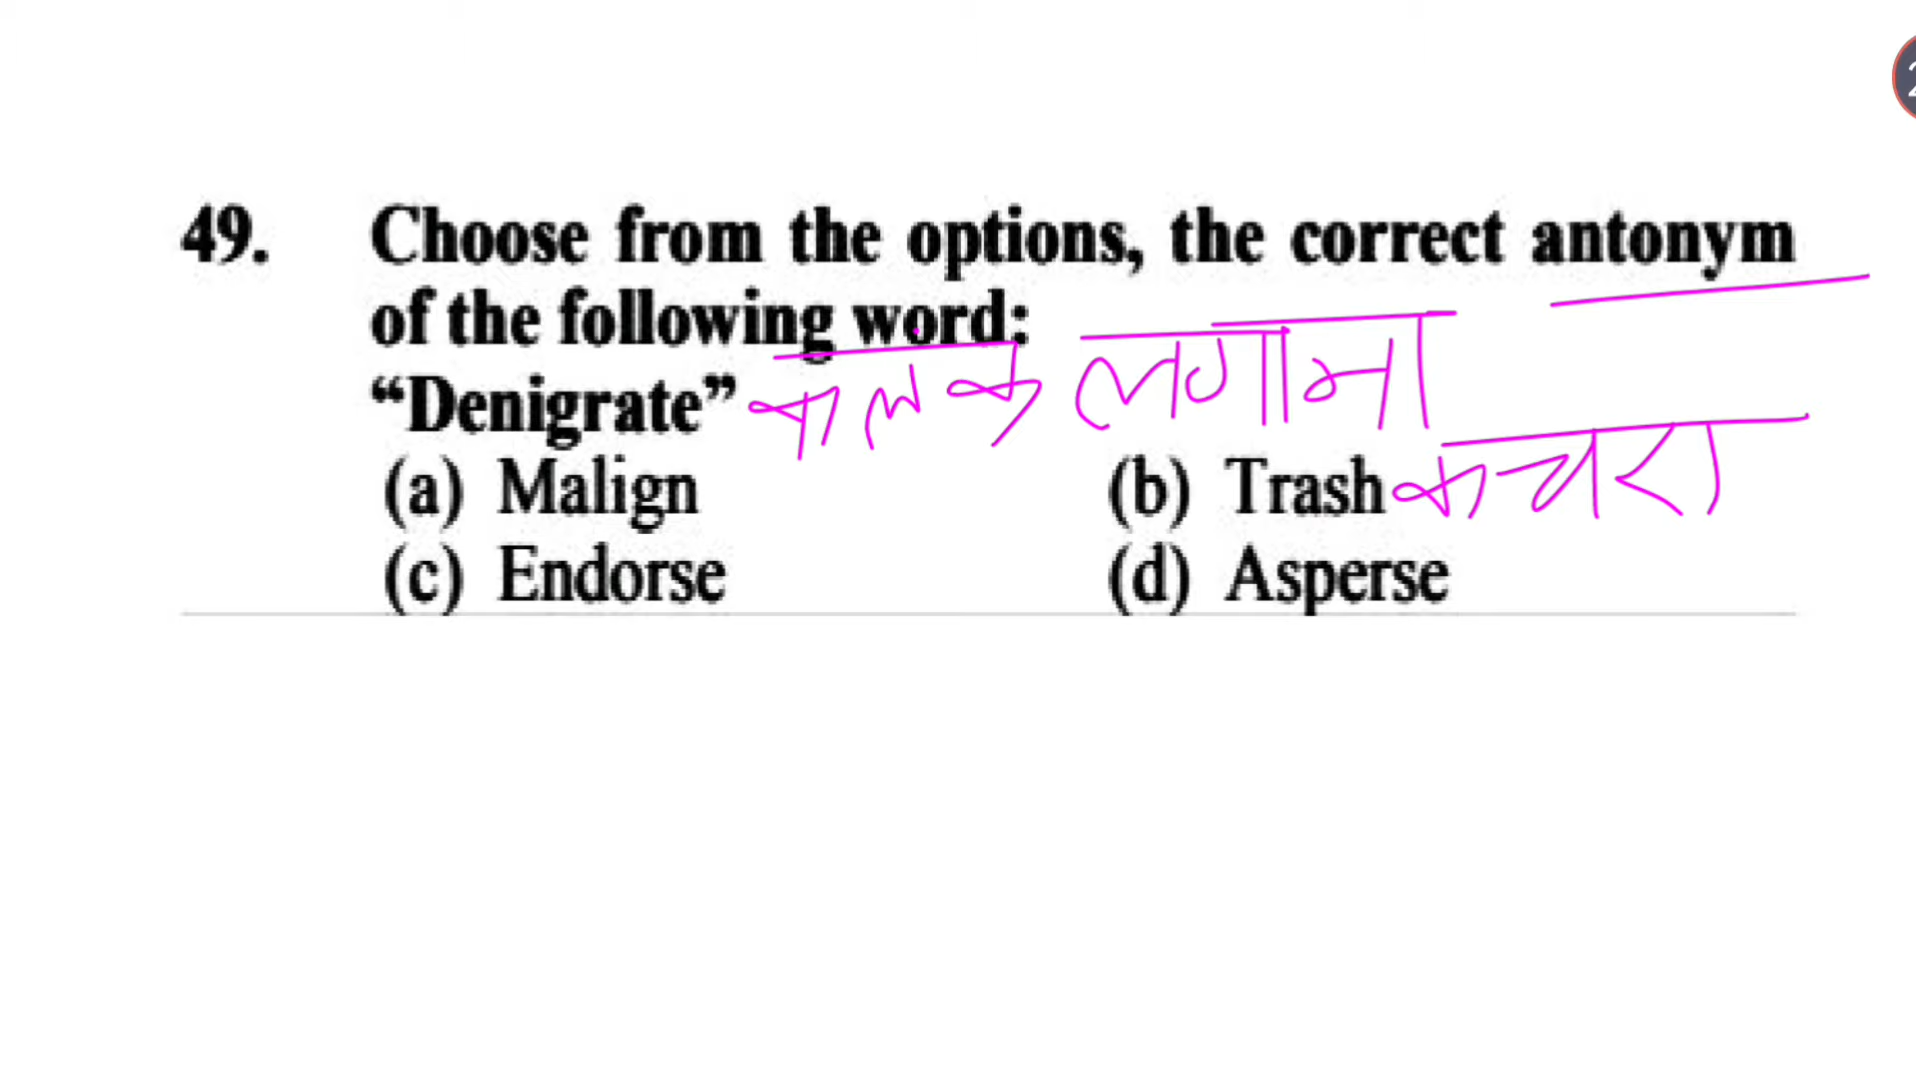 49. Choose from the options, the correct antonym
of the following word:
"Denigrate" कलंक लगाना
(a) Malign (b) Trash कचरा
(c) Endorse (d) Asperse
2